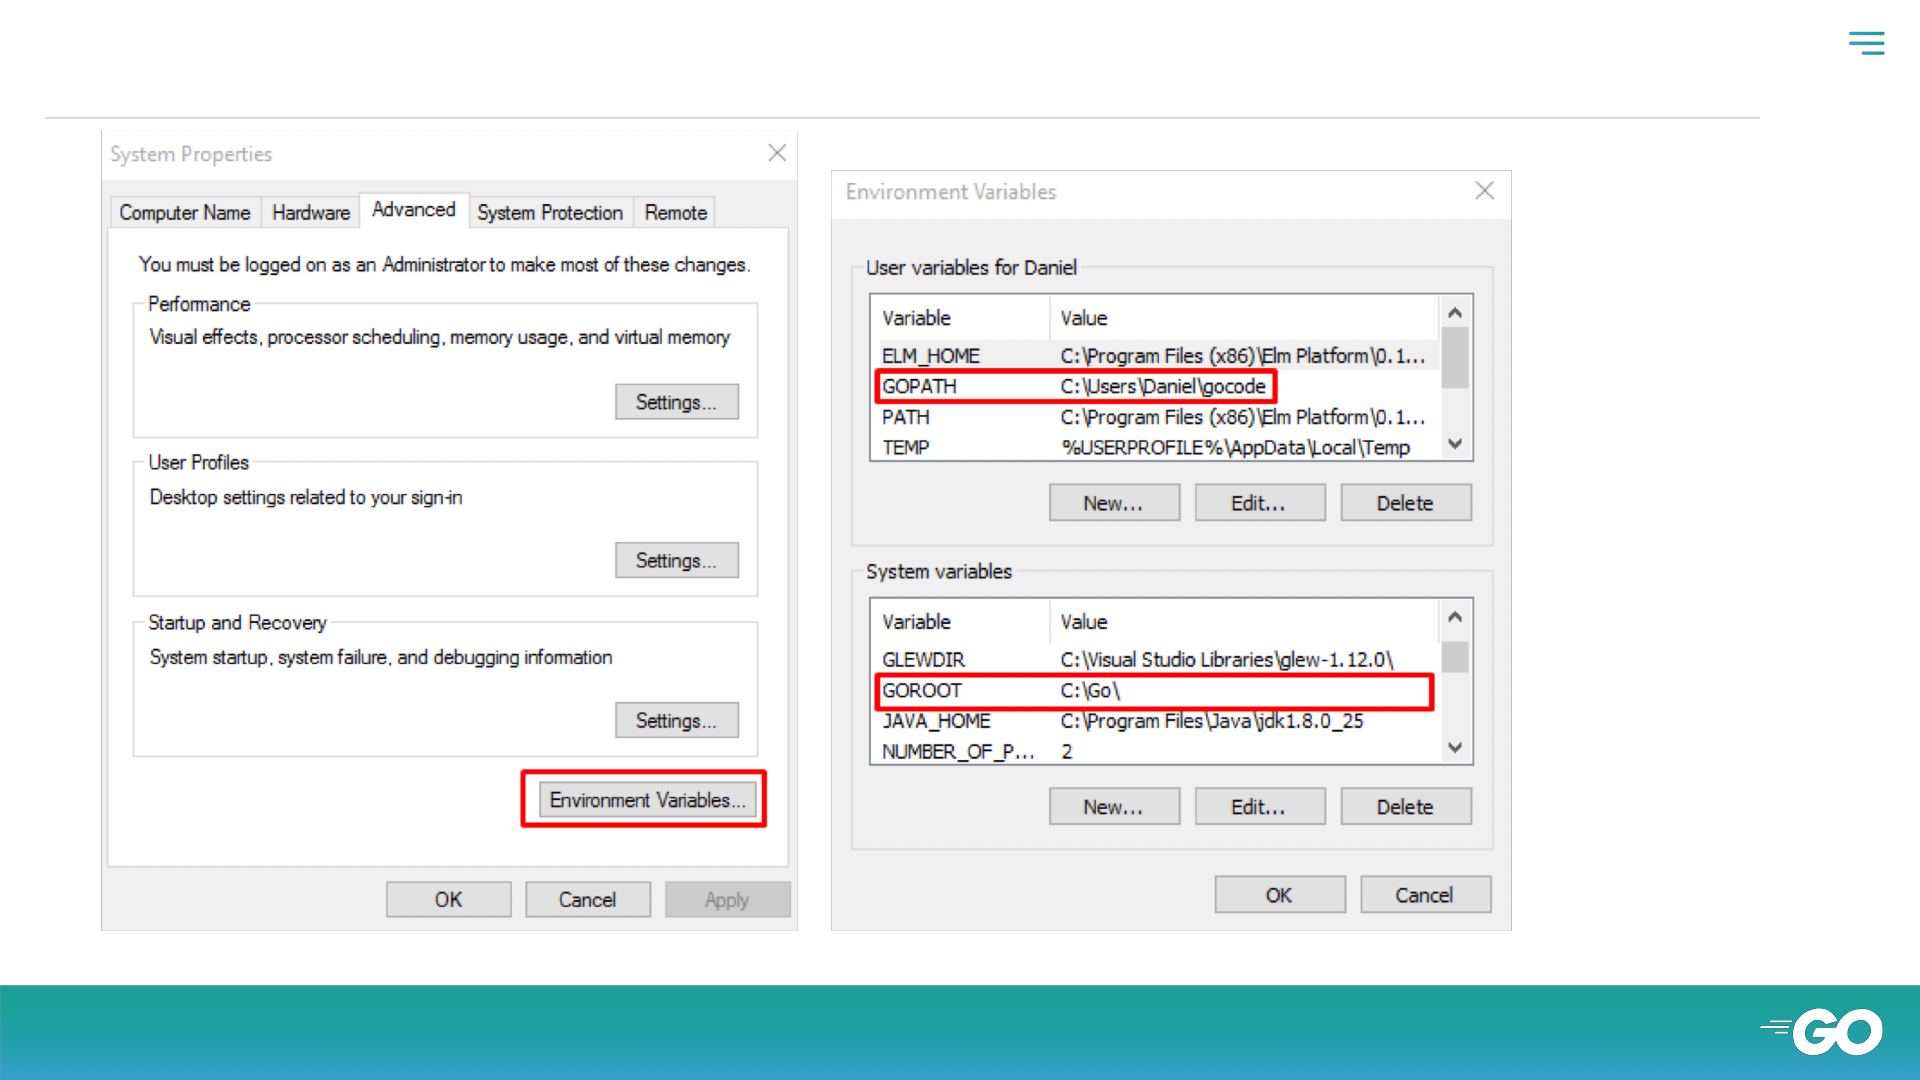 System Properties
Computer Name Hardware Advanced System Protection Remote
You must be logged on as an Administrator to make most of these changes.
Performance
Visual effects, processor scheduling, memory usage, and virtual memory
Settings...
User Profiles
Desktop settings related to your sign-in
Settings...
Startup and Recovery
System startup, system failure, and debugging information
Settings...
Environment Variables...
OK Cancel Apply
Environment Variables
User variables for Daniel
Variable Value
ELM_HOME C:\Program Files (x86)\Elm Platform\0.1...
GOPATH C:\Users\Daniel\gocode
PATH C:\Program Files (x86)\Elm Platform\0.1...
TEMP %USERPROFILE%\AppData\Local\Temp
New... Edit... Delete
System variables
Variable Value
GLEWDIR C:\Visual Studio Libraries\glew-1.12.0\
GOROOT C:\Go\
JAVA_HOME C:\Program Files\Java\jdk1.8.0_25
NUMBER_OF_P... 2
New... Edit... Delete
OK Cancel
GO